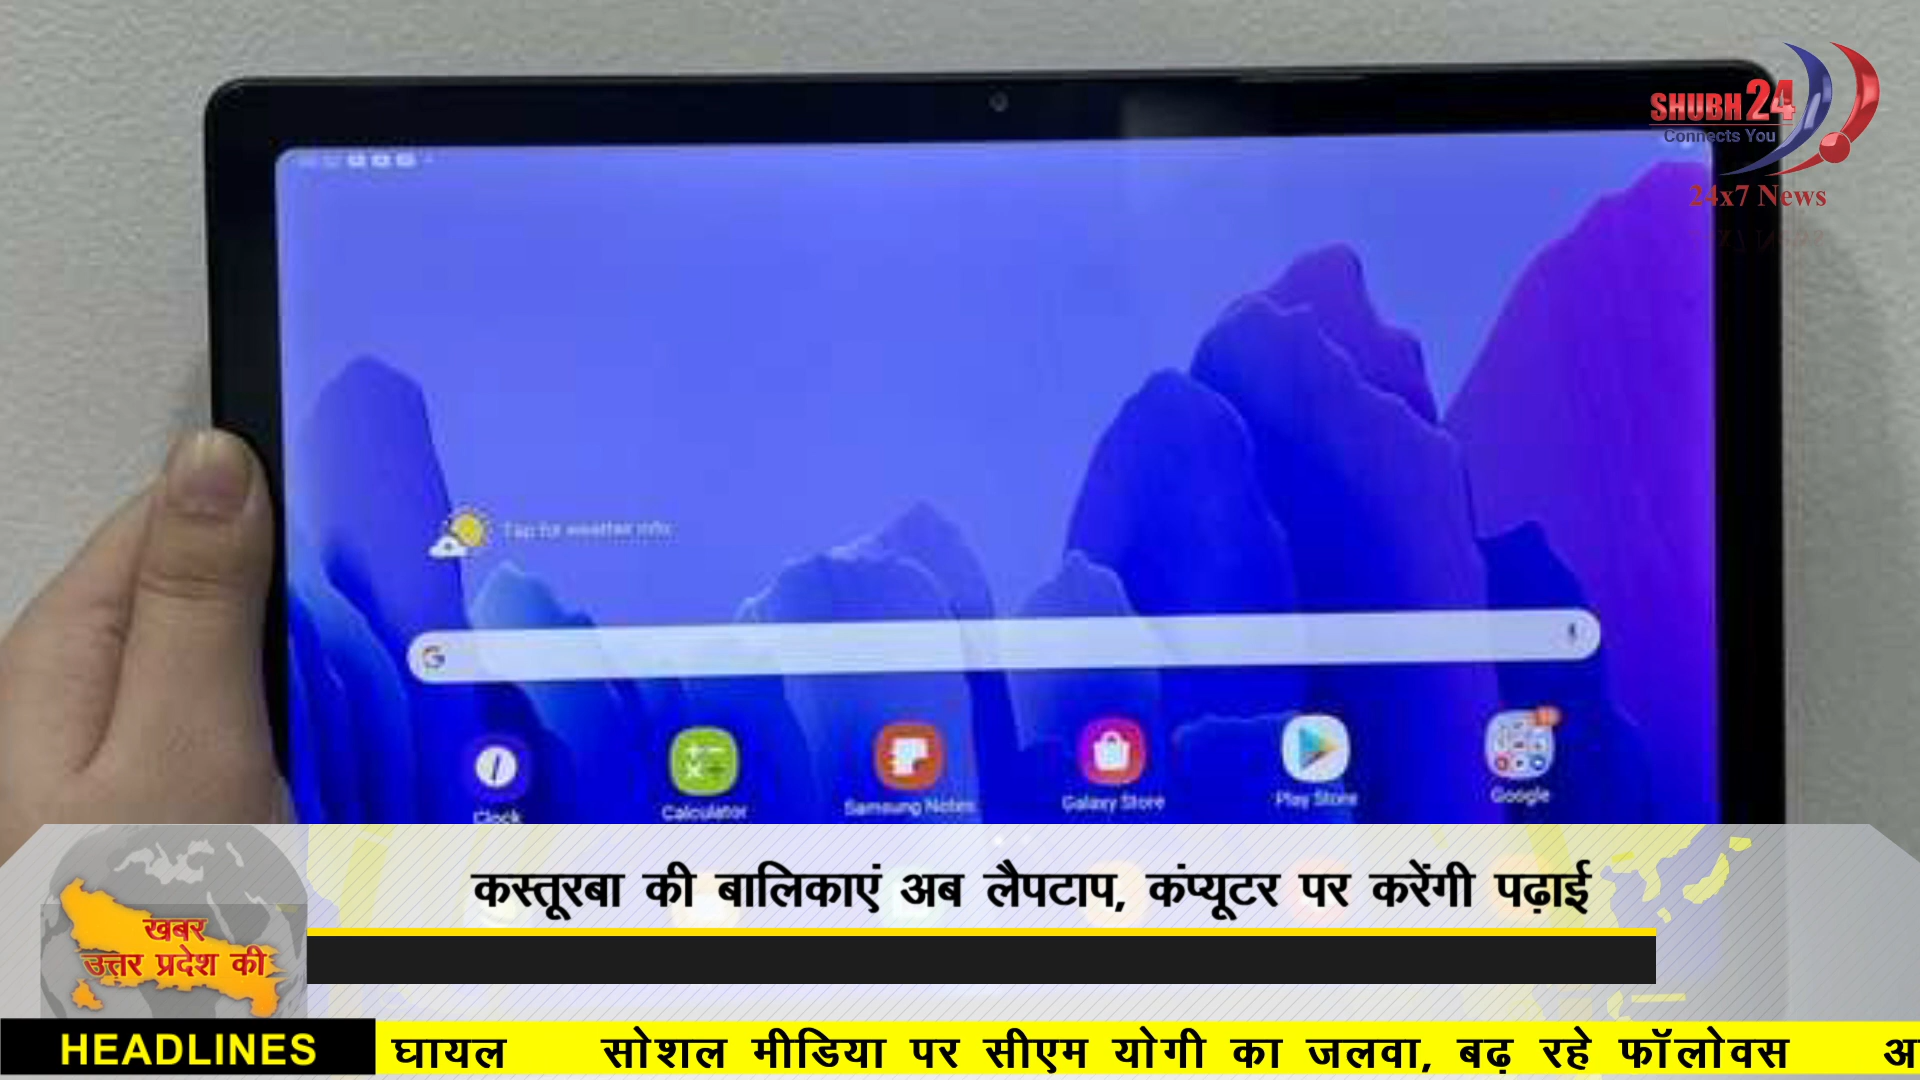 SHUBH 24
Connects You
24x7 News
Tap for weather info
G
Clock
Calculator
Samsung Notes
Galaxy Store
Play Store
Google
कस्तूरबा की बालिकाएं अब लैपटाप, कंप्यूटर पर करेंगी पढ़ाई
खबर
उत्तर प्रदेश की
HEADLINES
घायल सोशल मीडिया पर सीएम योगी का जलवा, बढ़ रहे फॉलोवस अ